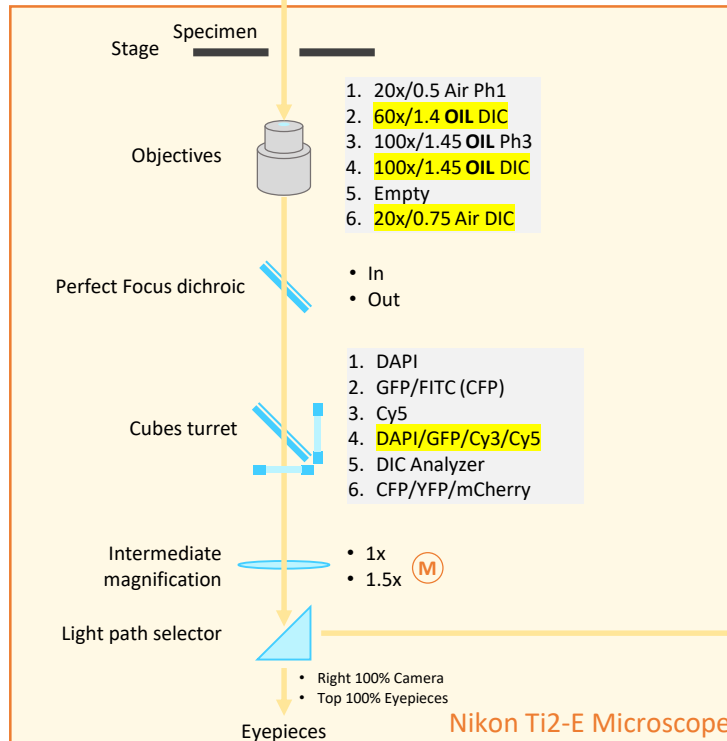 Specimen
Stage
1. 20x/0.5 Air Ph1
2. 60x/1.4 OIL DIC
3. 100x/1.45 OIL Ph3
4. 100x/1.45 OIL DIC
5. Empty
6. 20x/0.75 Air DIC
Objectives
Perfect Focus dichroic
• In
• Out
1. DAPI
2. GFP/FITC (CFP)
3. Cy5
4. DAPI/GFP/Cy3/Cy5
5. DIC Analyzer
6. CFP/YFP/mCherry
Cubes turret
Intermediate
magnification
• 1x
• 1.5x
M
Light path selector
• Right 100% Camera
• Top 100% Eyepieces
Eyepieces
Nikon Ti2-E Microscope